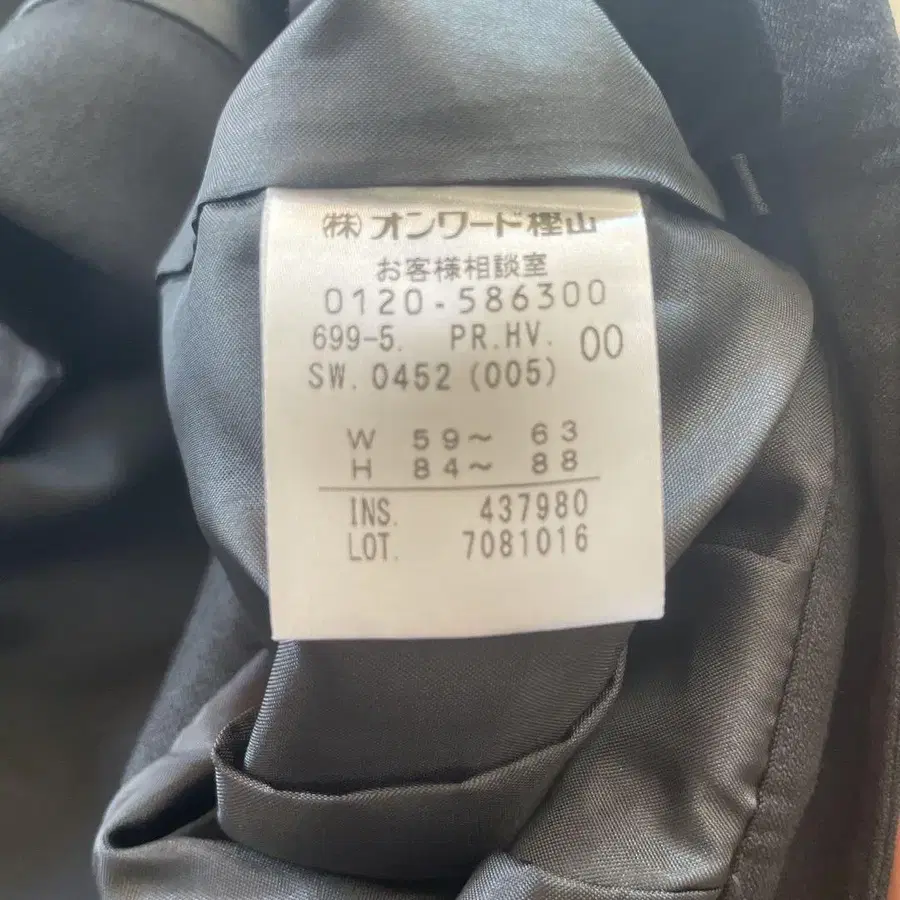 ㈱オンワード樫山
お客様相談室
0120-586300
699-5. PR.HV. 00
SW. 0452 (005)
W 59～ 63
H 84～ 88
INS. 437980
LOT. 7081016